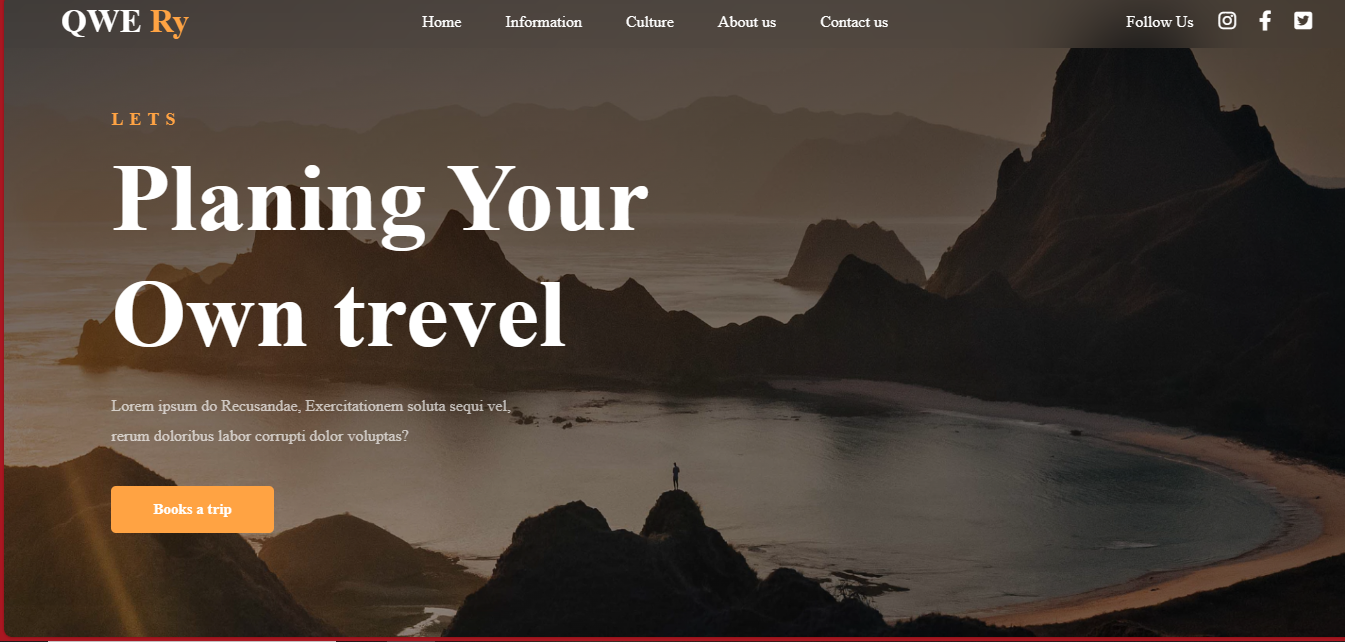 QWE Ry
Home Information Culture About us Contact us
Follow Us
LETS
Planing Your
Own trevel
Lorem ipsum do Recusandae, Exercitationem soluta sequi vel,
rerum doloribus labor corrupti dolor voluptas?
Books a trip